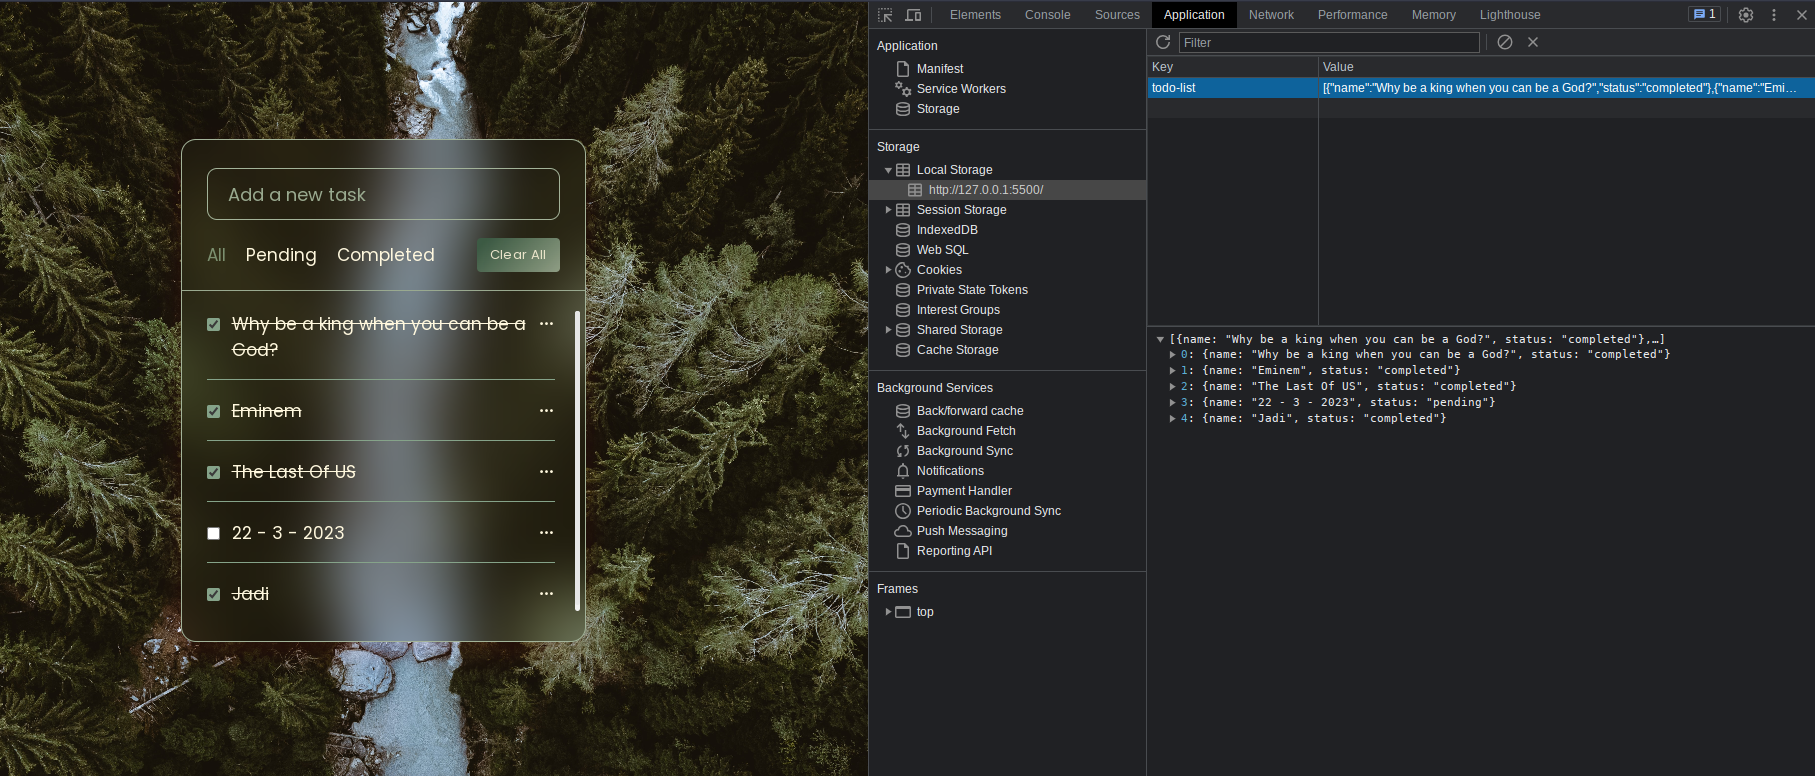 Add a new task
All Pending Completed Clear All
Why be a king when you can be a
God?
Eminem
The Last Of US
22 - 3 - 2023
Jadi
Elements Console Sources Application Network Performance Memory Lighthouse 1
Application
Manifest
Service Workers
Storage
Storage
Local Storage
http://127.0.0.1:5500/
Session Storage
IndexedDB
Web SQL
Cookies
Private State Tokens
Interest Groups
Shared Storage
Cache Storage
Background Services
Back/forward cache
Background Fetch
Background Sync
Notifications
Payment Handler
Periodic Background Sync
Push Messaging
Reporting API
Frames
top
Filter
Key Value
todo-list [{"name":"Why be a king when you can be a God?","status":"completed"},{"name":"Emi…
[{name: "Why be a king when you can be a God?", status: "completed"},…]
0: {name: "Why be a king when you can be a God?", status: "completed"}
1: {name: "Eminem", status: "completed"}
2: {name: "The Last Of US", status: "completed"}
3: {name: "22 - 3 - 2023", status: "pending"}
4: {name: "Jadi", status: "completed"}